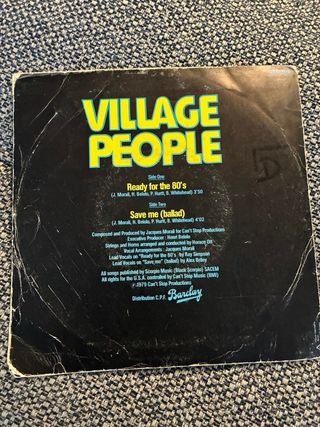 VILLAGE
PEOPLE
Side One
Ready for the 80's
(J. Morali, H. Belolo, P. Hurtt, B. Whitehead) 3'50
Side Two
Save me (ballad)
(J. Morali, H. Belolo, P. Hurtt, B. Whitehead) 4'02
Composed and Produced by Jacques Morali for Can't Stop Productions
Executive Producer : Henri Belolo
Strings and Horns arranged and conducted by Horace Ott
Vocal Arrangements : Jacques Morali
Lead Vocals on "Ready for the 80's" by Ray Simpson
Lead Vocals on "Save me" (ballad) by Alex Briley
All songs published by Scorpio Music (Black Scorpio) SACEM
All rights for the U.S.A. controlled by Can't Stop Music (BMI)
℗ 1979 Can't Stop Productions
Distribution C.P.F. Barclay